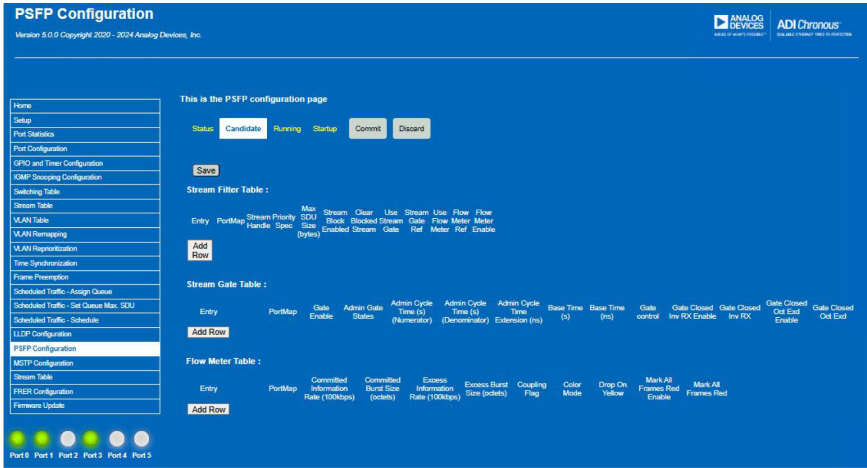 PSFP Configuration
Version 5.0.0 Copyright 2020 - 2024 Analog Devices, Inc.
ANALOG
DEVICES
AHEAD OF WHAT'S POSSIBLE™
ADI Chronous™
SCALABLE ETHERNET TIMED TO PERFECTION
Home
Setup
Port Statistics
Port Configuration
GPIO and Timer Configuration
IGMP Snooping Configuration
Switching Table
Stream Table
VLAN Table
VLAN Remapping
VLAN Reprioritization
Time Synchronization
Frame Preemption
Scheduled Traffic - Assign Queue
Scheduled Traffic - Set Queue Max. SDU
Scheduled Traffic - Schedule
LLDP Configuration
PSFP Configuration
MSTP Configuration
Stream Table
FRER Configuration
Firmware Update
Port 0 Port 1 Port 2 Port 3 Port 4 Port 5
This is the PSFP configuration page
Status Candidate Running Startup Commit Discard
Save
Stream Filter Table :
Entry PortMap Stream Handle Priority Spec Max SDU Size (bytes) Stream Block Enabled Clear Blocked Stream Use Stream Gate Stream Gate Ref Use Flow Meter Flow Meter Ref Flow Meter Enable
Add
Row
Stream Gate Table :
Entry PortMap Gate Enable Admin Gate States Admin Cycle Time (s) (Numerator) Admin Cycle Time (s) (Denominator) Admin Cycle Time Extension (ns) Base Time (s) Base Time (ns) Gate control Gate Closed Inv RX Enable Gate Closed Inv RX Gate Closed Oct Exd Enable Gate Closed Oct Exd
Add Row
Flow Meter Table :
Entry PortMap Committed Information Rate (100kbps) Committed Burst Size (octets) Excess Information Rate (100kbps) Excess Burst Size (octets) Coupling Flag Color Mode Drop On Yellow Mark All Frames Red Enable Mark All Frames Red
Add Row